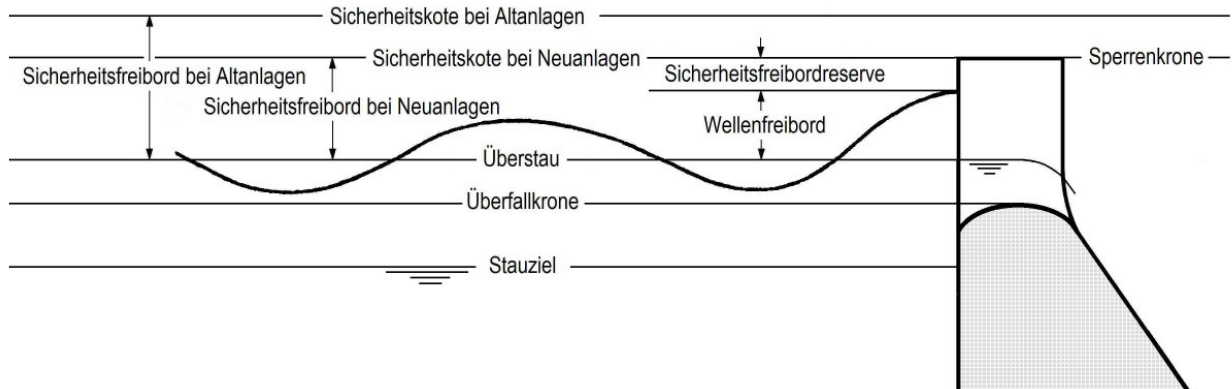 Sicherheitskote bei Altanlagen
Sicherheitskote bei Neuanlagen
Sperrenkrone
Sicherheitsfreibord bei Altanlagen
Sicherheitsfreibordreserve
Sicherheitsfreibord bei Neuanlagen
Wellenfreibord
Überstau
Überfallkrone
Stauziel